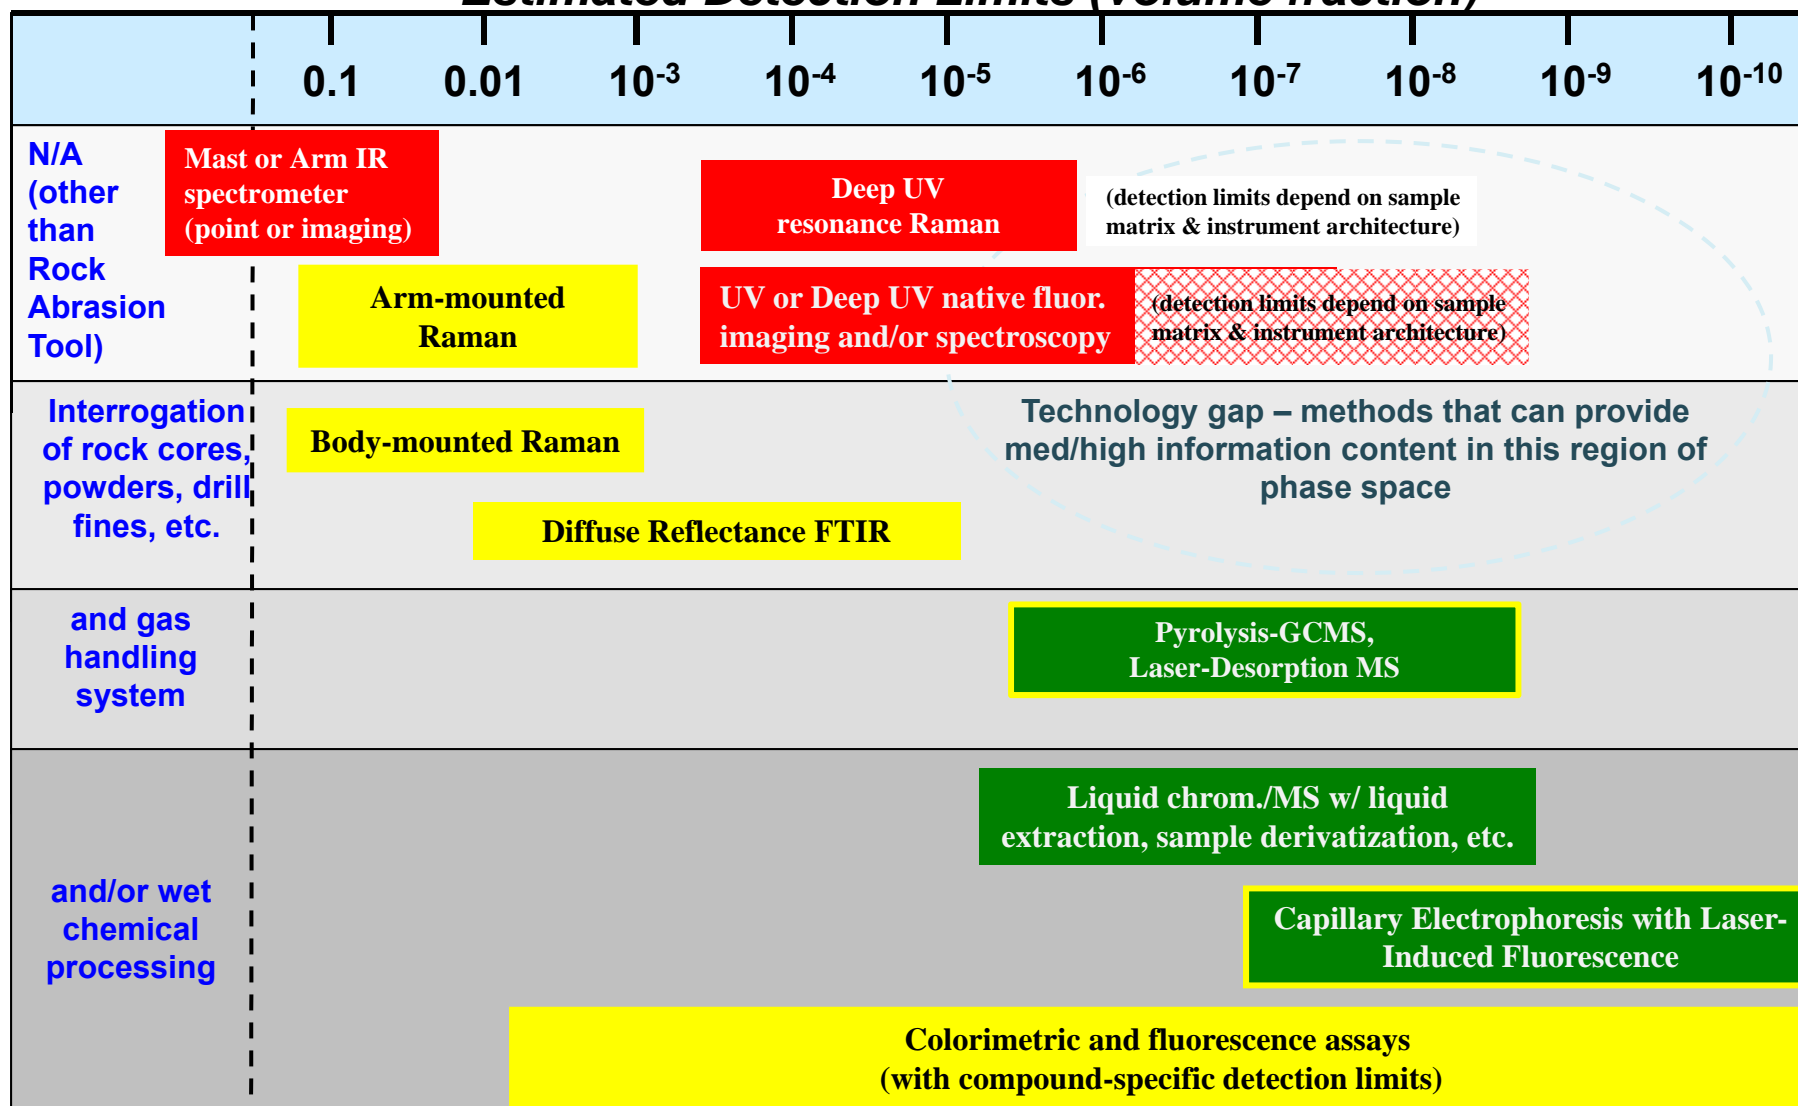 Estimated Detection Limits (volume fraction)
0.1 0.01 10-3 10-4 10-5 10-6 10-7 10-8 10-9 10-10
N/A
(other
than
Rock
Abrasion
Tool)
Mast or Arm IR
spectrometer
(point or imaging)
Deep UV
resonance Raman
(detection limits depend on sample
matrix & instrument architecture)
Arm-mounted
Raman
UV or Deep UV native fluor.
imaging and/or spectroscopy
(detection limits depend on sample
matrix & instrument architecture)
Interrogation
of rock cores,
powders, drill
fines, etc.
Body-mounted Raman
Technology gap – methods that can provide
med/high information content in this region of
phase space
Diffuse Reflectance FTIR
and gas
handling
system
Pyrolysis-GCMS,
Laser-Desorption MS
and/or wet
chemical
processing
Liquid chrom./MS w/ liquid
extraction, sample derivatization, etc.
Capillary Electrophoresis with Laser-
Induced Fluorescence
Colorimetric and fluorescence assays
(with compound-specific detection limits)